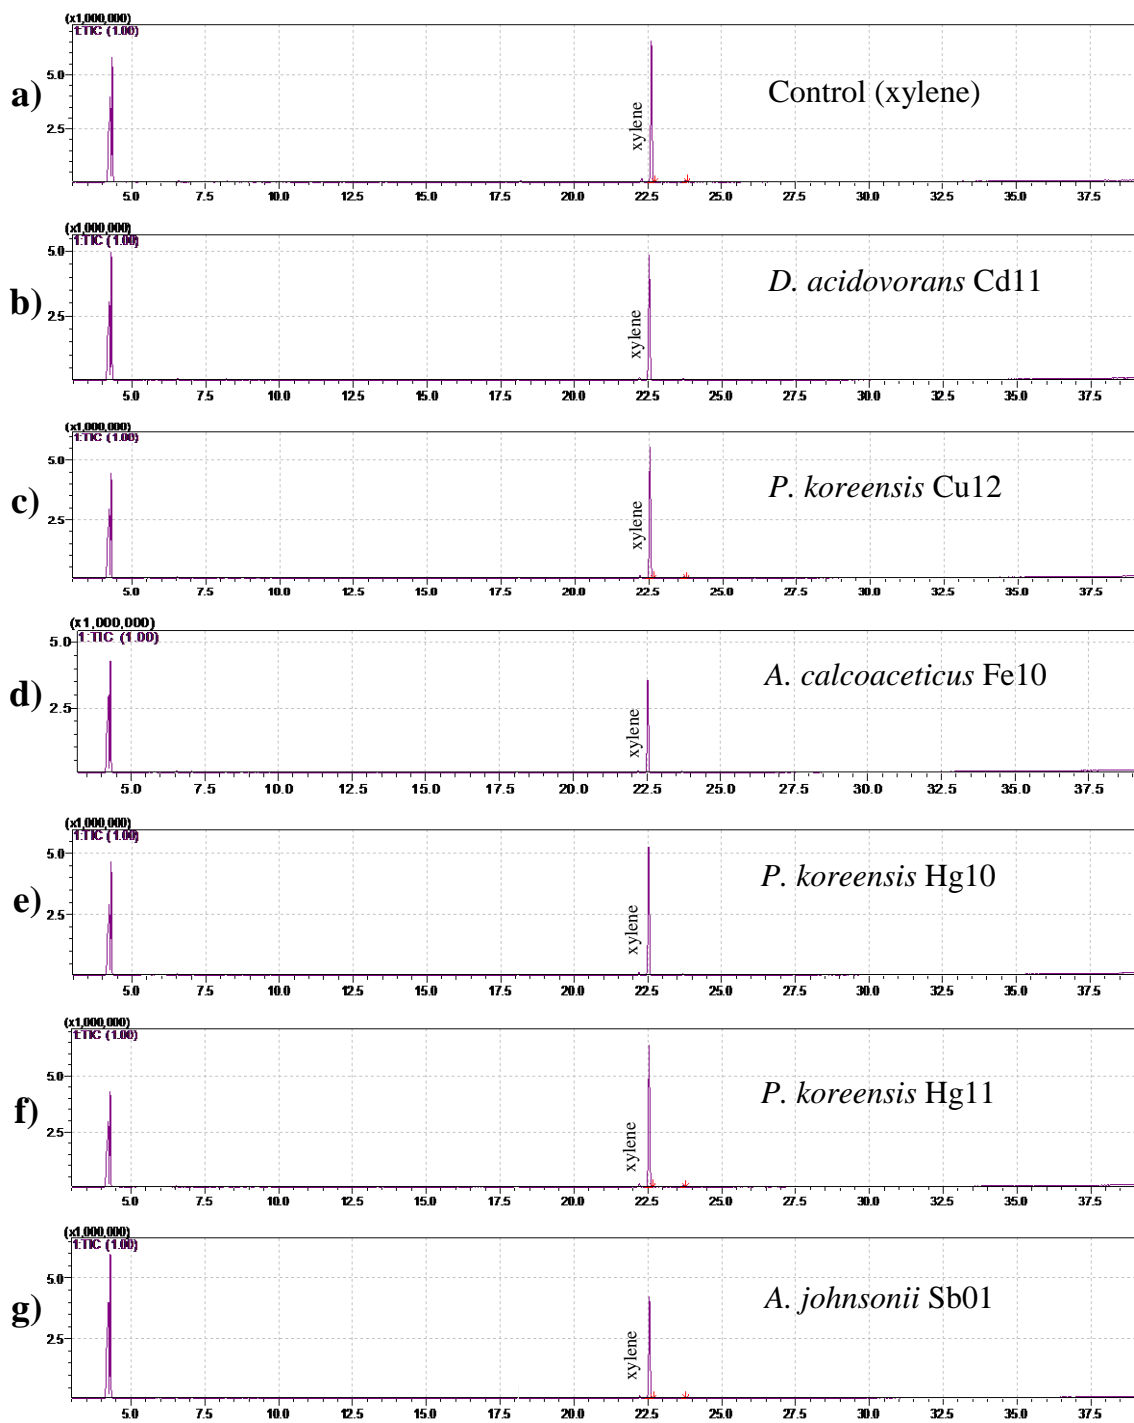 (x1,000,000)
1:TIC (1.00)
5.0
2.5
a)
xylene
Control (xylene)
5.0 7.5 10.0 12.5 15.0 17.5 20.0 22.5 25.0 27.5 30.0 32.5 35.0 37.5
(x1,000,000)
1:TIC (1.00)
5.0
2.5
b)
xylene
D. acidovorans Cd11
5.0 7.5 10.0 12.5 15.0 17.5 20.0 22.5 25.0 27.5 30.0 32.5 35.0 37.5
(x1,000,000)
1:TIC (1.00)
5.0
2.5
c)
xylene
P. koreensis Cu12
5.0 7.5 10.0 12.5 15.0 17.5 20.0 22.5 25.0 27.5 30.0 32.5 35.0 37.5
(x1,000,000)
1:TIC (1.00)
5.0
2.5
d)
xylene
A. calcoaceticus Fe10
5.0 7.5 10.0 12.5 15.0 17.5 20.0 22.5 25.0 27.5 30.0 32.5 35.0 37.5
(x1,000,000)
1:TIC (1.00)
5.0
2.5
e)
xylene
P. koreensis Hg10
5.0 7.5 10.0 12.5 15.0 17.5 20.0 22.5 25.0 27.5 30.0 32.5 35.0 37.5
(x1,000,000)
1:TIC (1.00)
5.0
2.5
f)
xylene
P. koreensis Hg11
5.0 7.5 10.0 12.5 15.0 17.5 20.0 22.5 25.0 27.5 30.0 32.5 35.0 37.5
(x1,000,000)
1:TIC (1.00)
5.0
2.5
g)
xylene
A. johnsonii Sb01
5.0 7.5 10.0 12.5 15.0 17.5 20.0 22.5 25.0 27.5 30.0 32.5 35.0 37.5